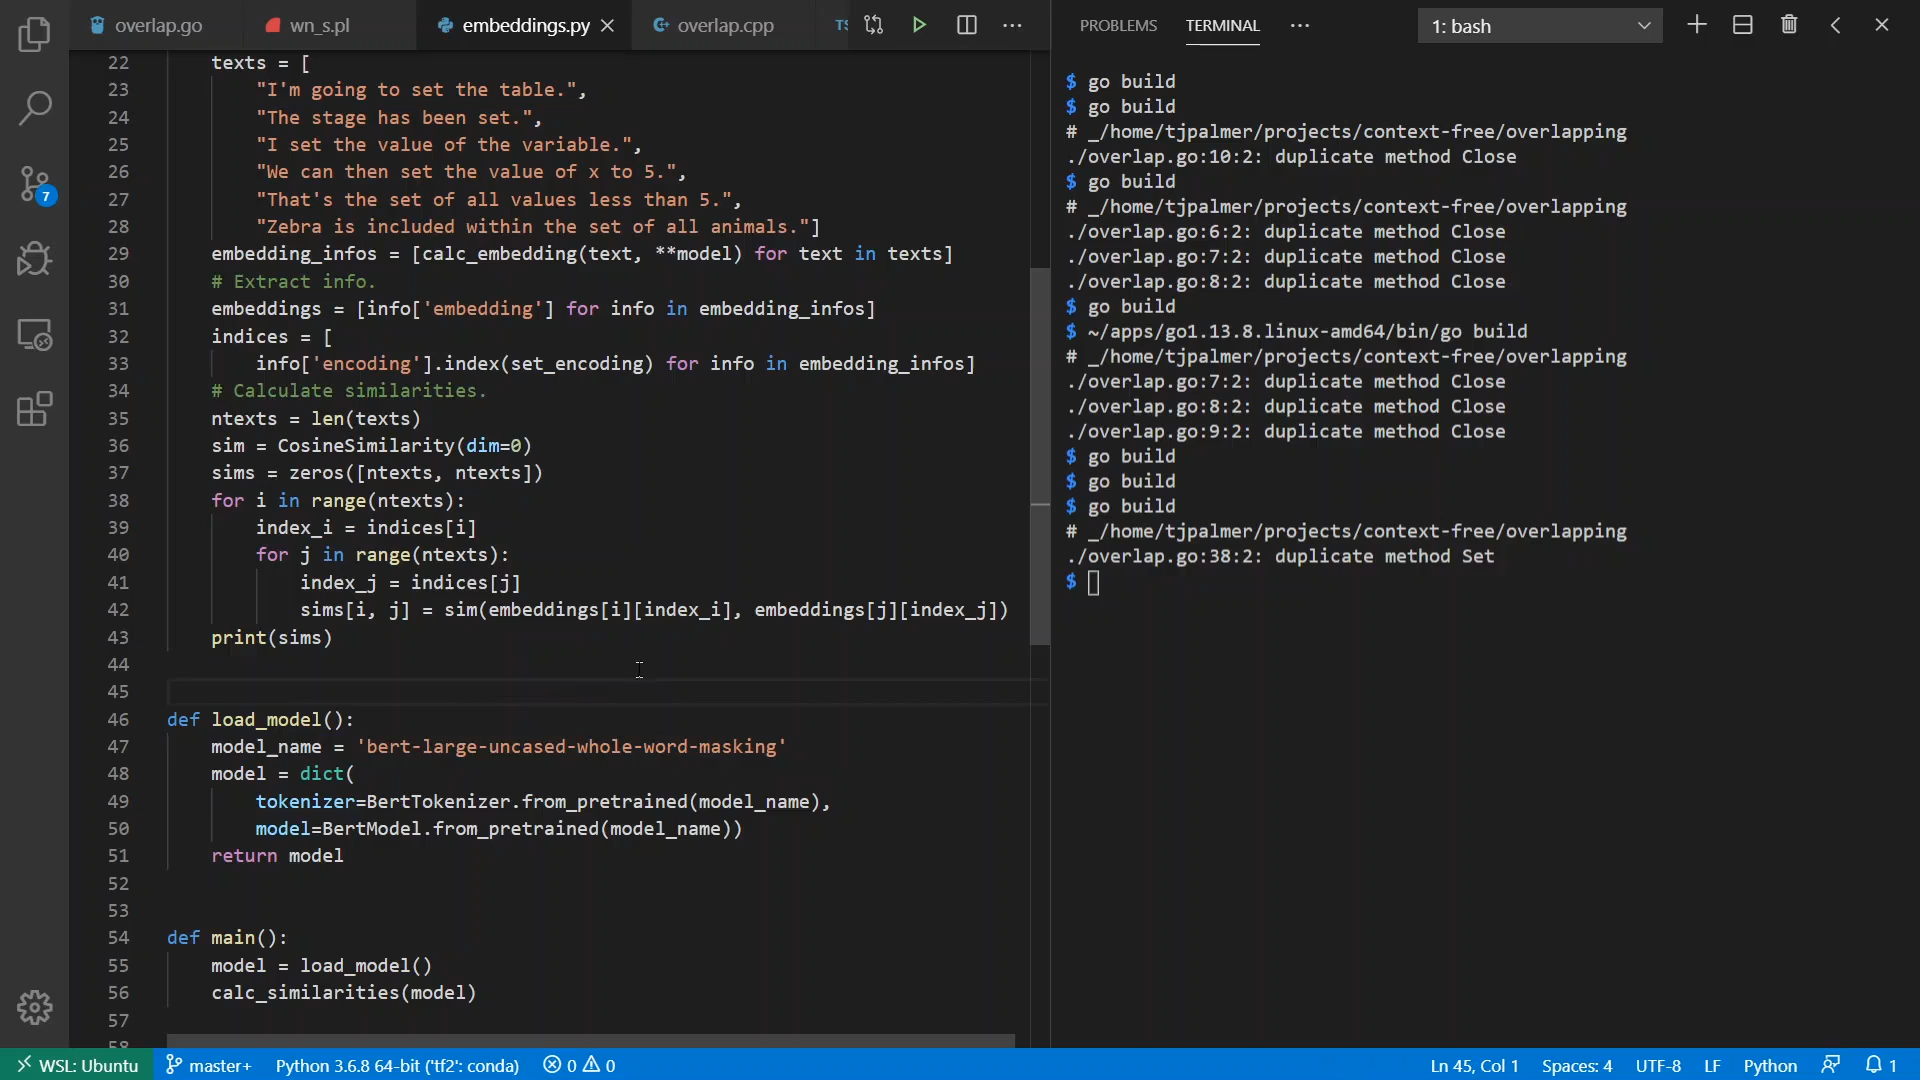 overlap.go
wn_s.pl
embeddings.py
overlap.cpp
TS
22 texts = [
23 "I'm going to set the table.",
24 "The stage has been set.",
25 "I set the value of the variable.",
26 "We can then set the value of x to 5.",
27 "That's the set of all values less than 5.",
28 "Zebra is included within the set of all animals."]
29 embedding_infos = [calc_embedding(text, **model) for text in texts]
30 # Extract info.
31 embeddings = [info['embedding'] for info in embedding_infos]
32 indices = [
33 info['encoding'].index(set_encoding) for info in embedding_infos]
34 # Calculate similarities.
35 ntexts = len(texts)
36 sim = CosineSimilarity(dim=0)
37 sims = zeros([ntexts, ntexts])
38 for i in range(ntexts):
39 index_i = indices[i]
40 for j in range(ntexts):
41 index_j = indices[j]
42 sims[i, j] = sim(embeddings[i][index_i], embeddings[j][index_j])
43 print(sims)
44
45
46 def load_model():
47 model_name = 'bert-large-uncased-whole-word-masking'
48 model = dict(
49 tokenizer=BertTokenizer.from_pretrained(model_name),
50 model=BertModel.from_pretrained(model_name))
51 return model
52
53
54 def main():
55 model = load_model()
56 calc_similarities(model)
57
58
PROBLEMS
TERMINAL
1: bash
$ go build
$ go build
# _/home/tjpalmer/projects/context-free/overlapping
./overlap.go:10:2: duplicate method Close
$ go build
# _/home/tjpalmer/projects/context-free/overlapping
./overlap.go:6:2: duplicate method Close
./overlap.go:7:2: duplicate method Close
./overlap.go:8:2: duplicate method Close
$ go build
$ ~/apps/go1.13.8.linux-amd64/bin/go build
# _/home/tjpalmer/projects/context-free/overlapping
./overlap.go:7:2: duplicate method Close
./overlap.go:8:2: duplicate method Close
./overlap.go:9:2: duplicate method Close
$ go build
$ go build
$ go build
# _/home/tjpalmer/projects/context-free/overlapping
./overlap.go:38:2: duplicate method Set
$
7
WSL: Ubuntu master+ Python 3.6.8 64-bit ('tf2': conda) 0 0 Ln 45, Col 1 Spaces: 4 UTF-8 LF Python 1